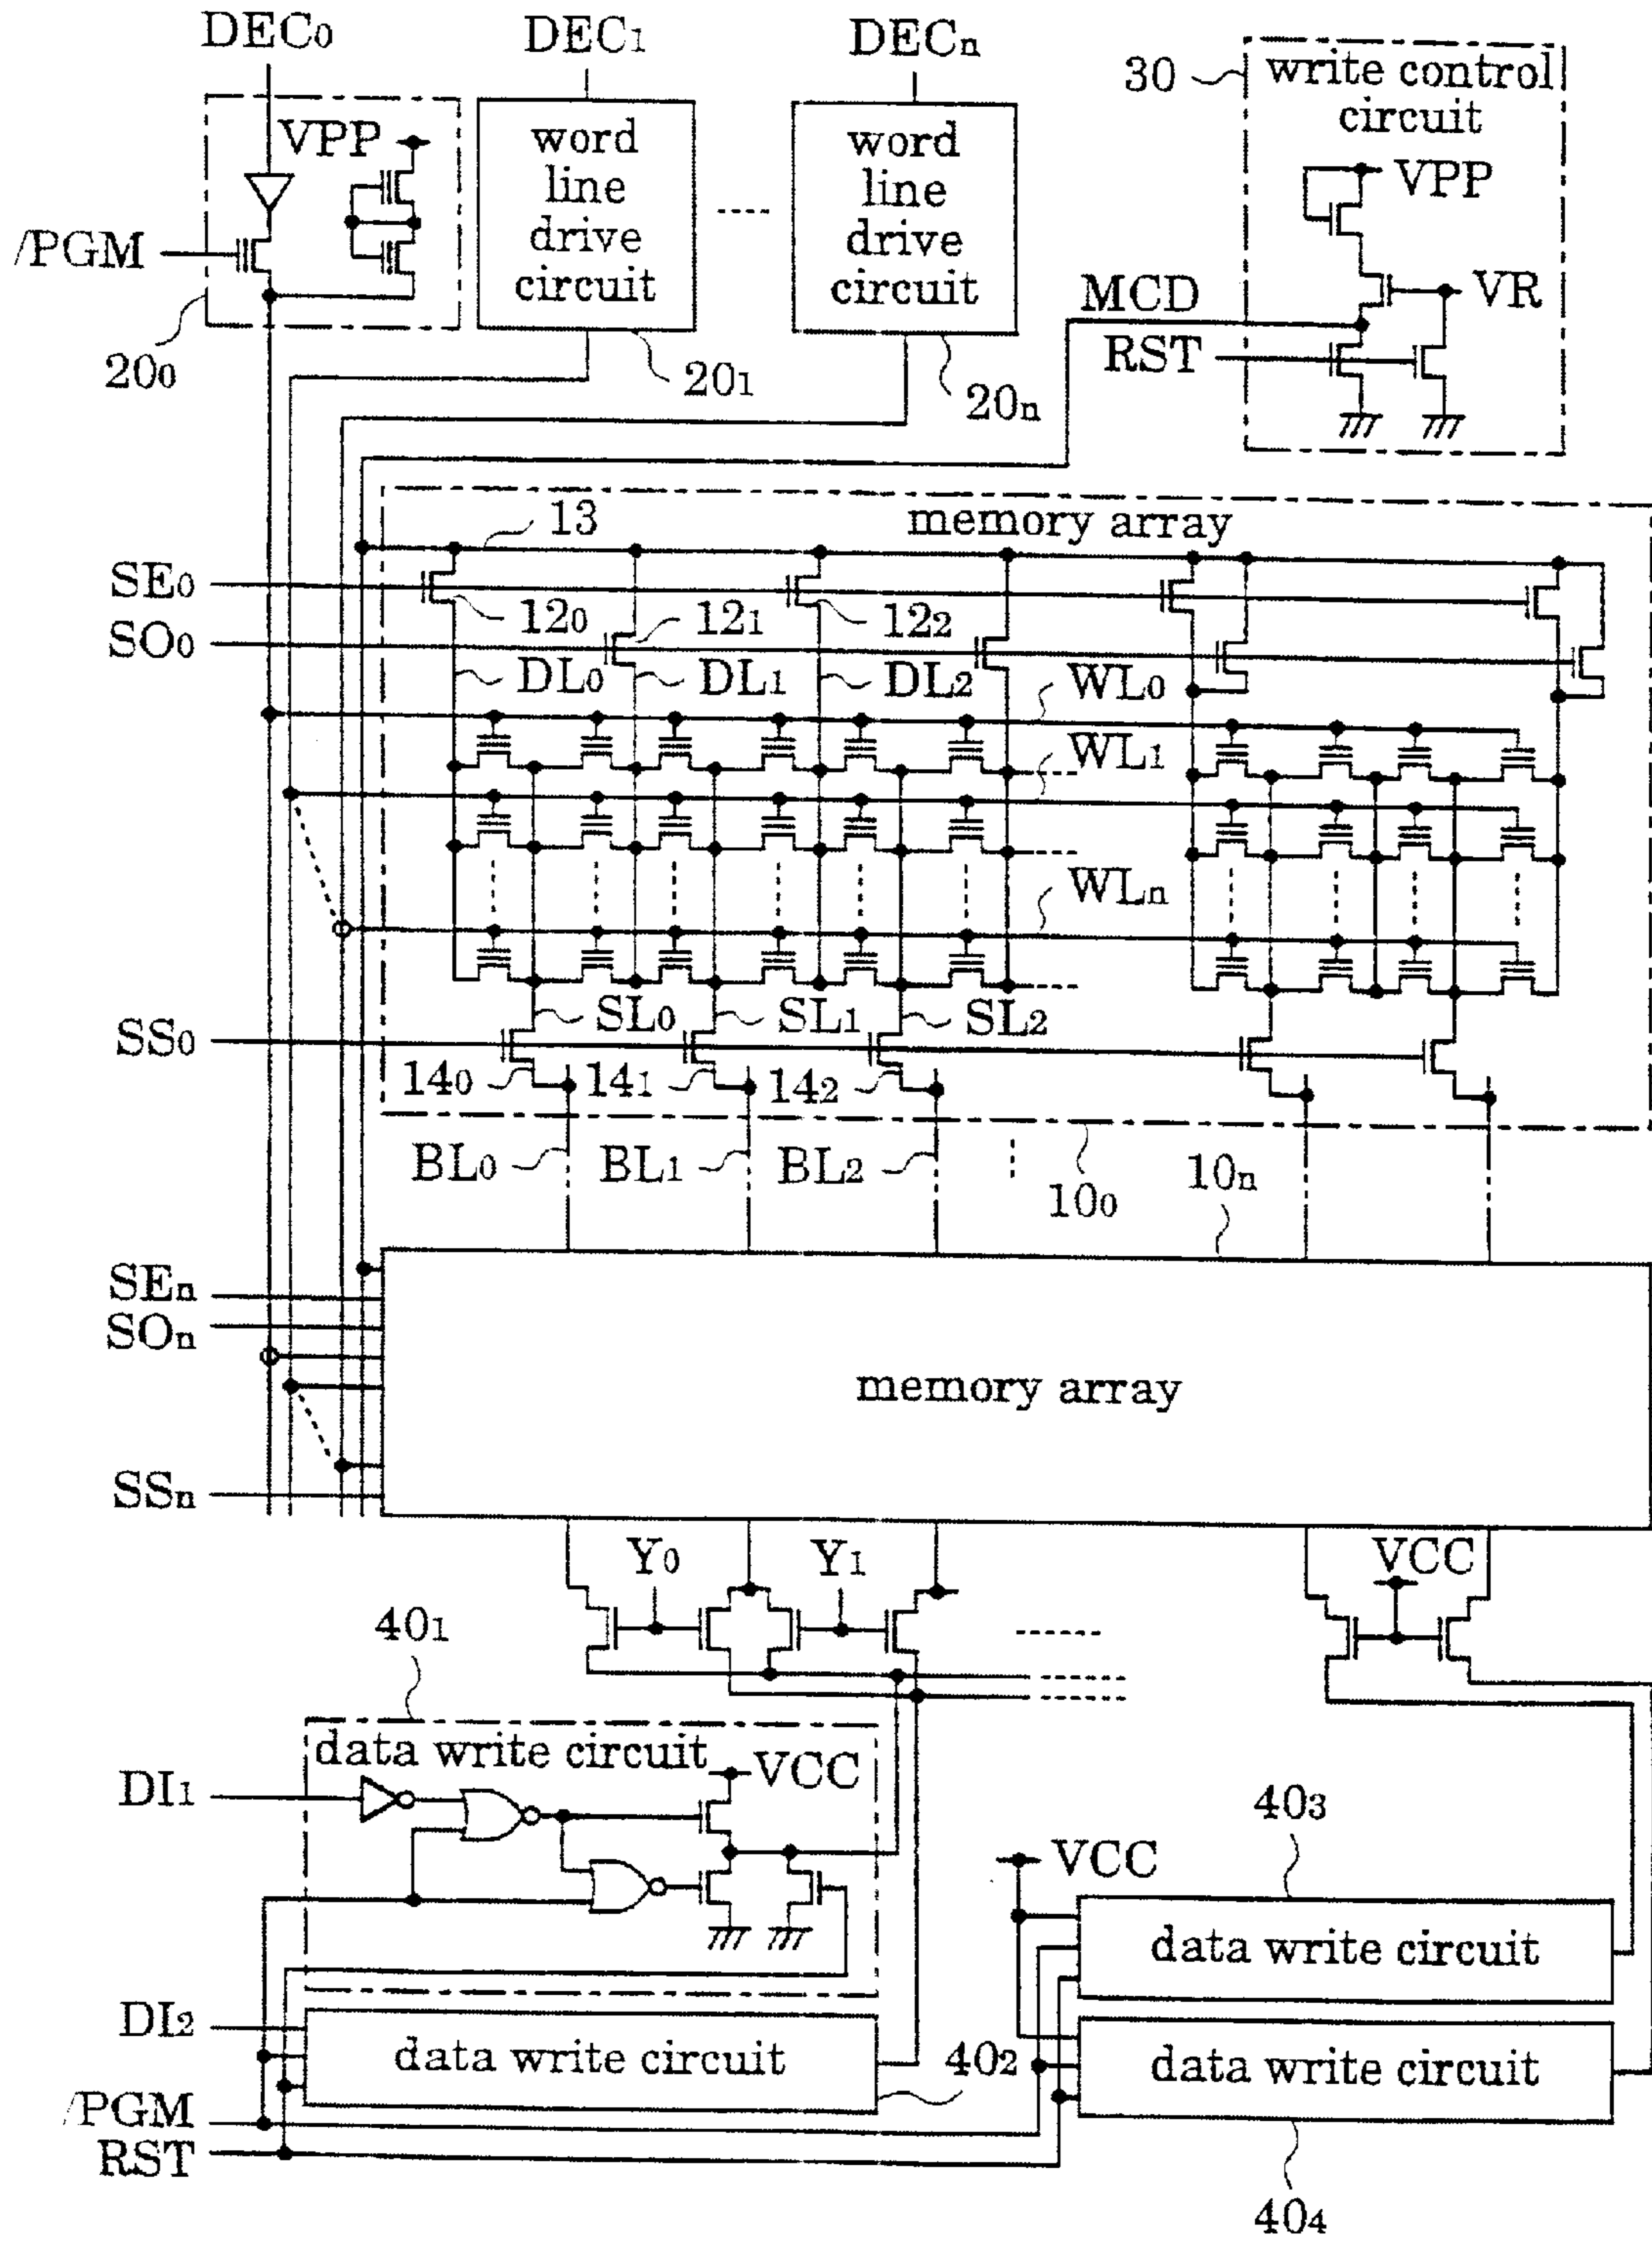 DEC0
DEC1
DECn
30
write control
circuit
VPP
word
line
drive
circuit
word
line
drive
circuit
VPP
/PGM
MCD
VR
RST
200
201
20n
13
memory array
SE0
120
121
122
SO0
DL0
DL1
DL2
WL0
WL1
WLn
SL0
SL1
SL2
SS0
140
141
142
BL0
BL1
BL2
100
10n
SEn
SOn
memory array
SSn
Y0
Y1
VCC
401
data write circuit
VCC
DI1
403
VCC
data write circuit
DI2
data write circuit
402
data write circuit
/PGM
RST
404